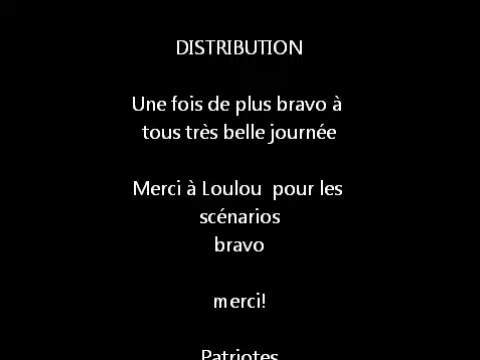 DISTRIBUTION
Une fois de plus bravo à
tous très belle journée
Merci à Loulou  pour les
scénarios
bravo
merci!
Patriotes